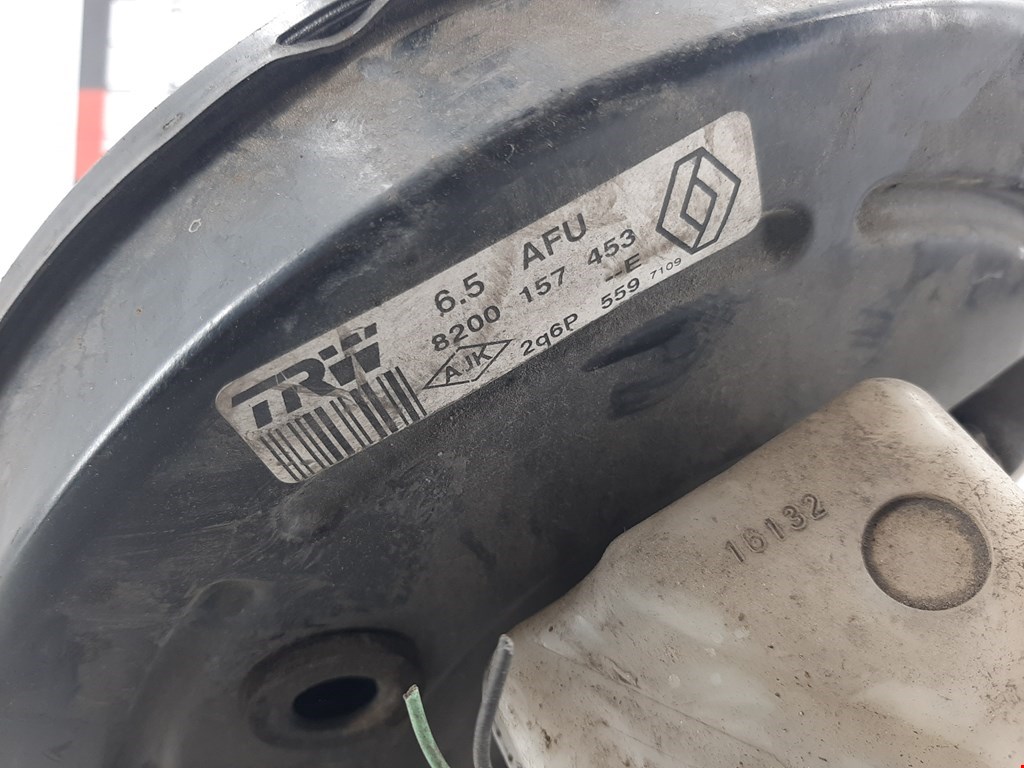 TRW
6.5 AFU
8200 157 453
--E
AJK 2q6P 559 7109
16132